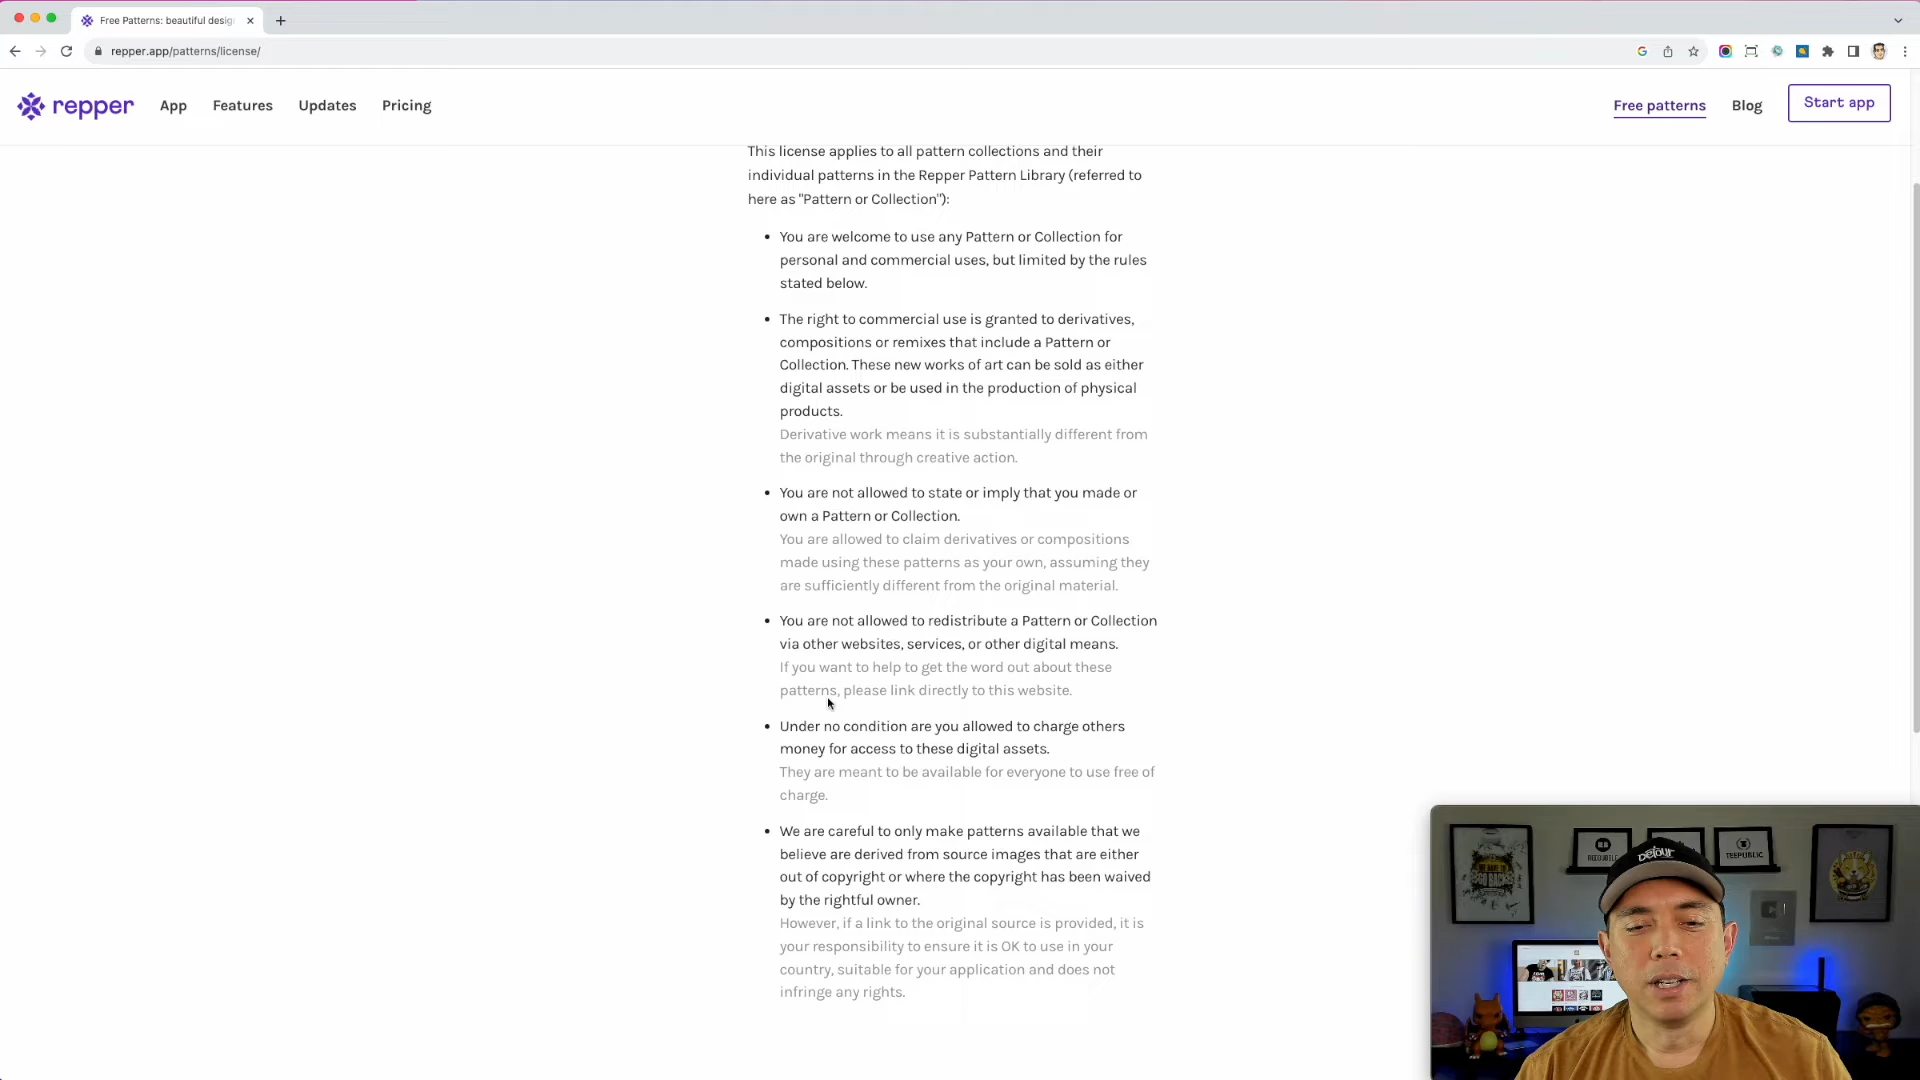 Free Patterns: beautiful desig
repper.app/patterns/license/
repper
App
Features
Updates
Pricing
Free patterns
Blog
Start app
This license applies to all pattern collections and their
individual patterns in the Repper Pattern Library (referred to
here as "Pattern or Collection"):
• You are welcome to use any Pattern or Collection for
personal and commercial uses, but limited by the rules
stated below.
• The right to commercial use is granted to derivatives,
compositions or remixes that include a Pattern or
Collection. These new works of art can be sold as either
digital assets or be used in the production of physical
products.
Derivative work means it is substantially different from
the original through creative action.
• You are not allowed to state or imply that you made or
own a Pattern or Collection.
You are allowed to claim derivatives or compositions
made using these patterns as your own, assuming they
are sufficiently different from the original material.
• You are not allowed to redistribute a Pattern or Collection
via other websites, services, or other digital means.
If you want to help to get the word out about these
patterns, please link directly to this website.
• Under no condition are you allowed to charge others
money for access to these digital assets.
They are meant to be available for everyone to use free of
charge.
• We are careful to only make patterns available that we
believe are derived from source images that are either
out of copyright or where the copyright has been waived
by the rightful owner.
However, if a link to the original source is provided, it is
your responsibility to ensure it is OK to use in your
country, suitable for your application and does not
infringe any rights.
REDBUBBLE
TEEPUBLIC
DETOUR